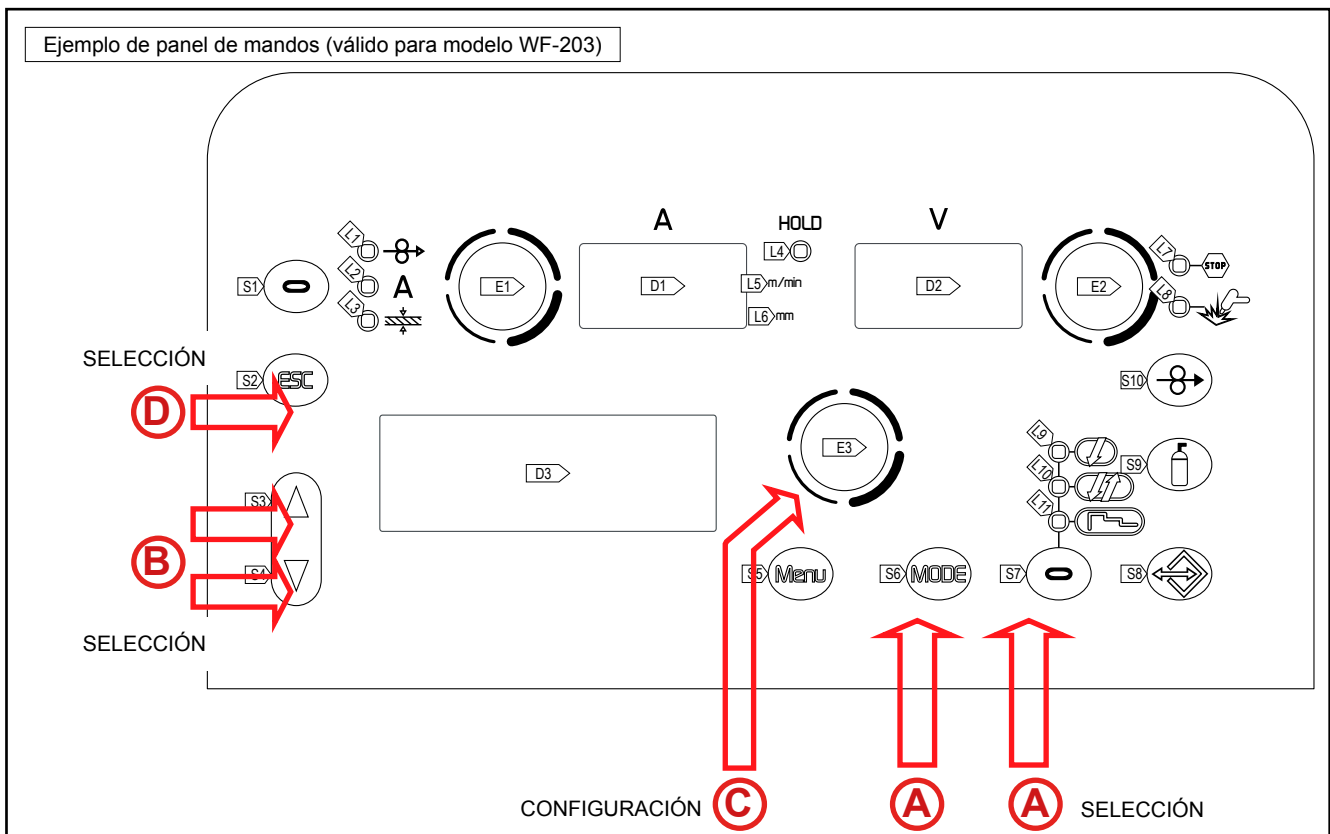 Ejemplo de panel de mandos (válido para modelo WF-203)
A
HOLD
V
L1
L4
L7
STOP
L2
A
S1
E1
D1
L5 m/min
D2
E2
L8
L3
L6 mm
SELECCIÓN
S2 ESC
S10
D
E3
L9
D3
L10
S9
S3
L11
B
S4
S5 Menu
S6 MODE
S7
S8
SELECCIÓN
CONFIGURACIÓN C
A
A SELECCIÓN